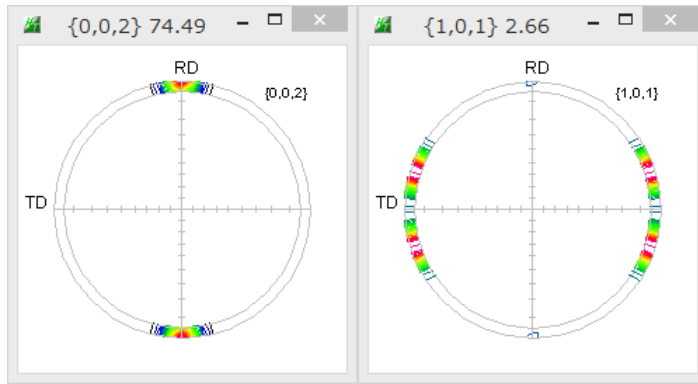 {0,0,2} 74.49
RD
{0,0,2}
TD
{1,0,1} 2.66
RD
{1,0,1}
TD